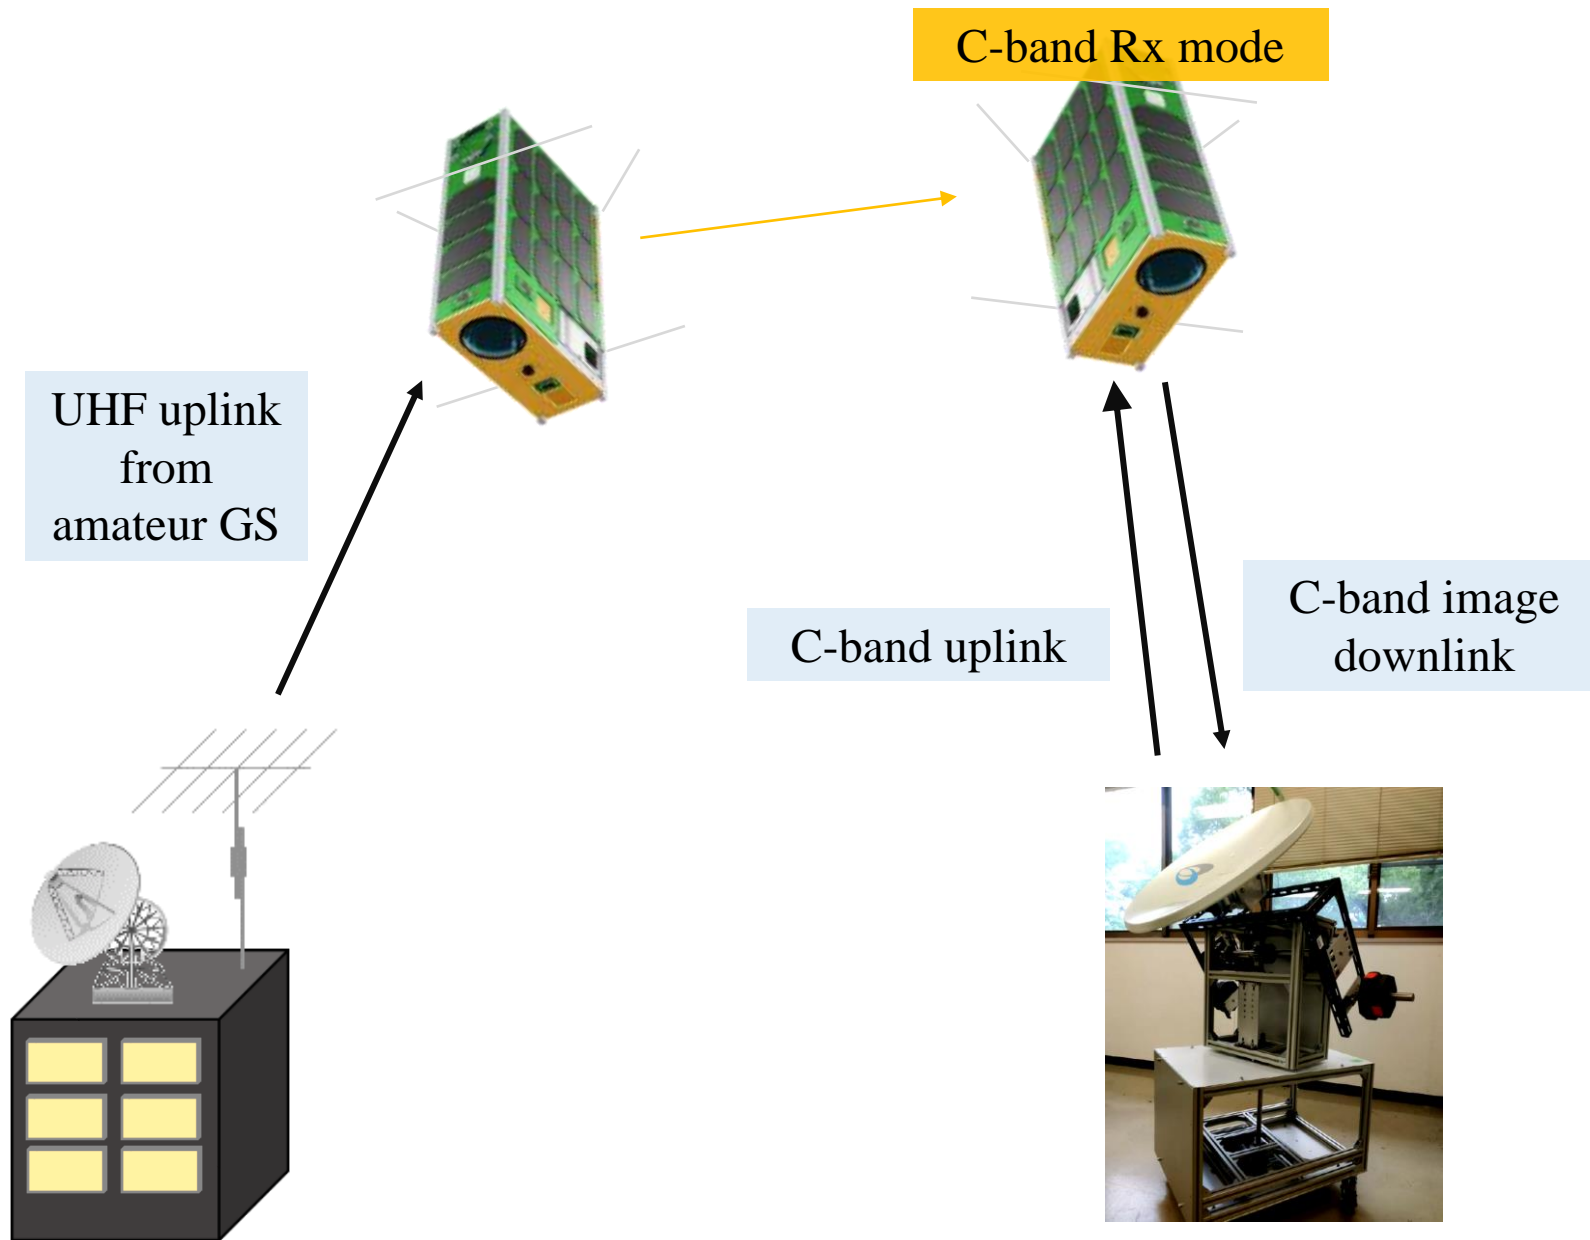 C-band Rx mode
UHF uplink
from
amateur GS
C-band uplink
C-band image
downlink